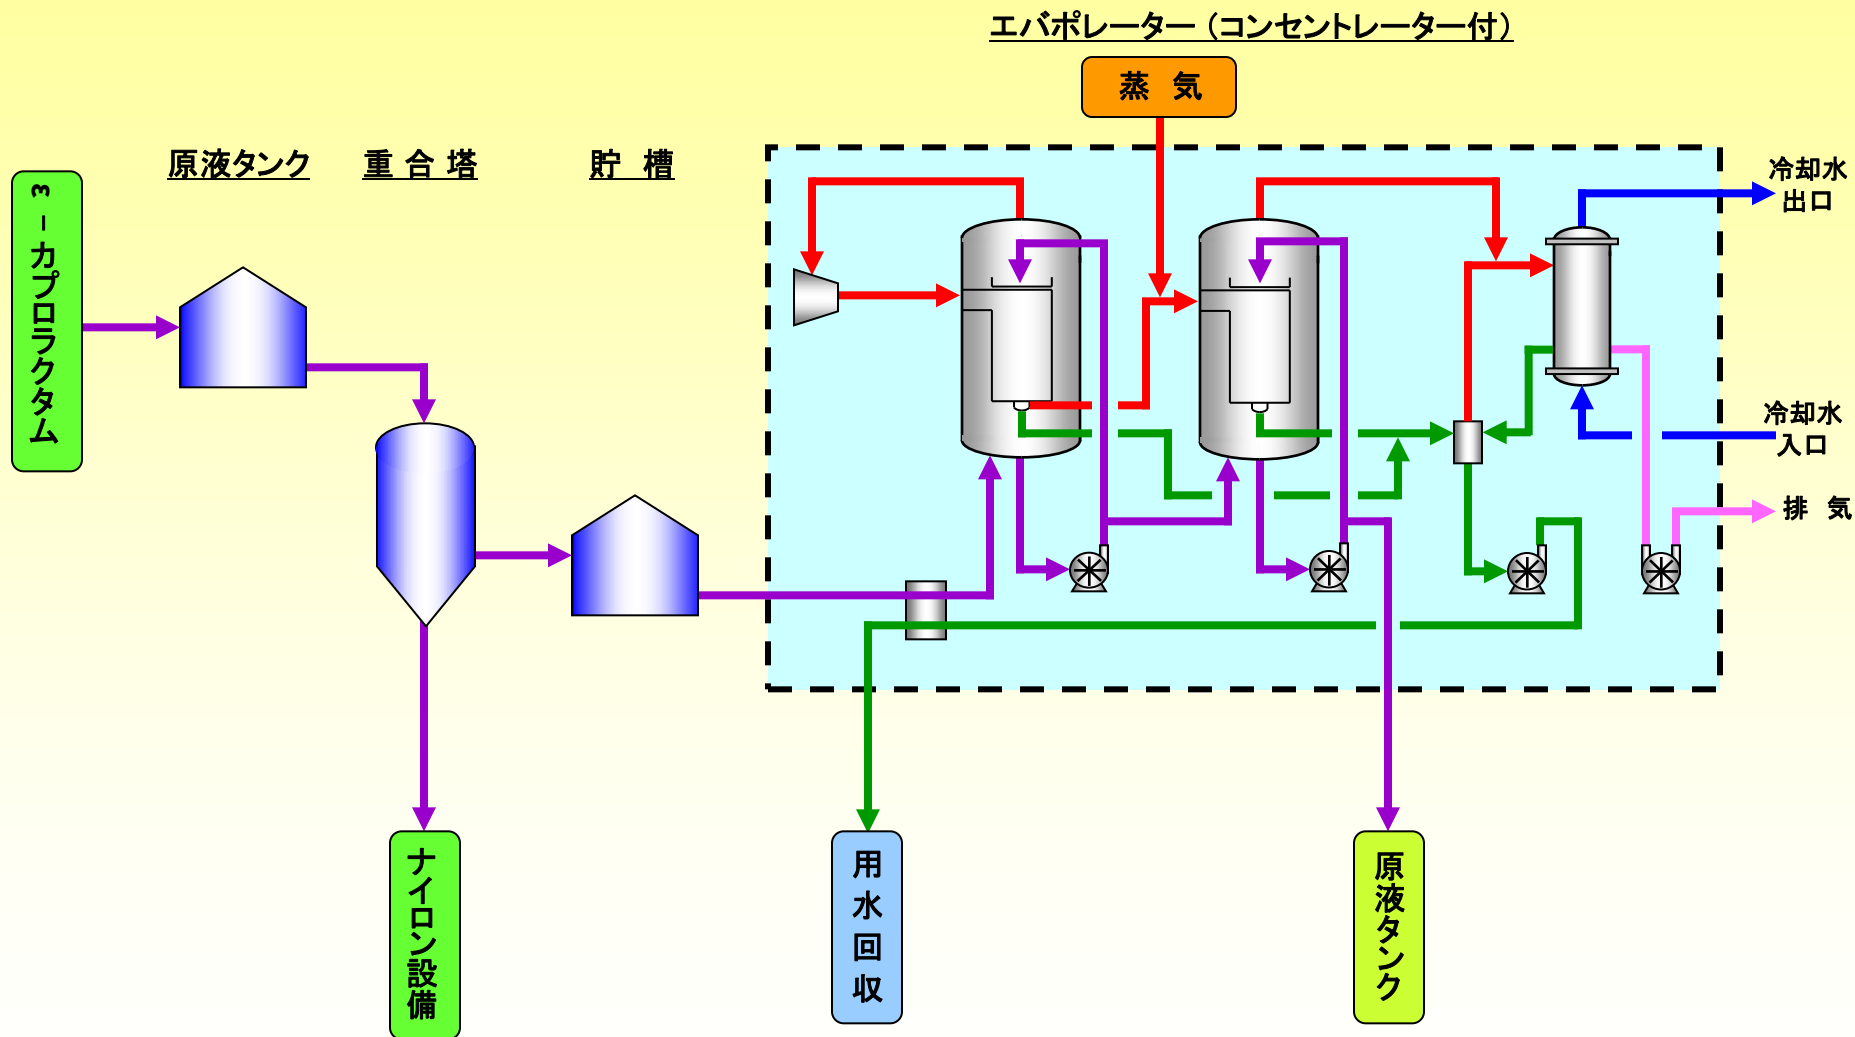 エバポレーター（コンセントレーター付）
蒸 気
原液タンク
重 合 塔
貯 槽
冷却水
出口
3－カプロラクタム
冷却水
入口
排 気
ナイロン設備
用水回収
原液タンク